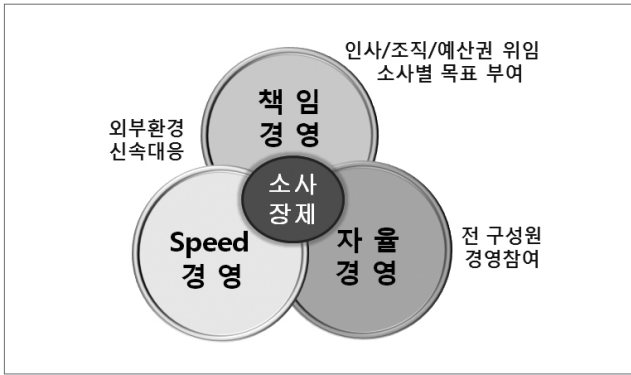 인사/조직/예산권 위임
소사별 목표 부여
책 임
경 영
외부환경
신속대응
소사
장제
Speed
경 영
자 율
경 영
전 구성원
경영참여